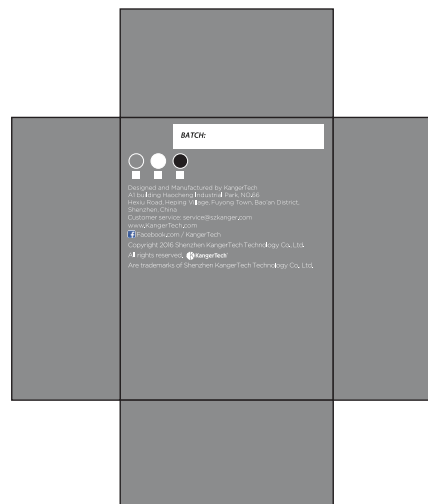 BATCH:
Designed and Manufactured by KangerTech
A1 building Haocheng Industrial Park, NO.66
Hexiu Road, Heping Village, Fuyong Town, Bao'an District,
Shenzhen, China
Customer service: service@szkanger.com
www.KangerTech.com
Facebook.com / KangerTech
Copyright 2016 Shenzhen KangerTech Technology Co., Ltd.
All rights reserved. KangerTech
Are trademarks of Shenzhen KangerTech Technology Co., Ltd.